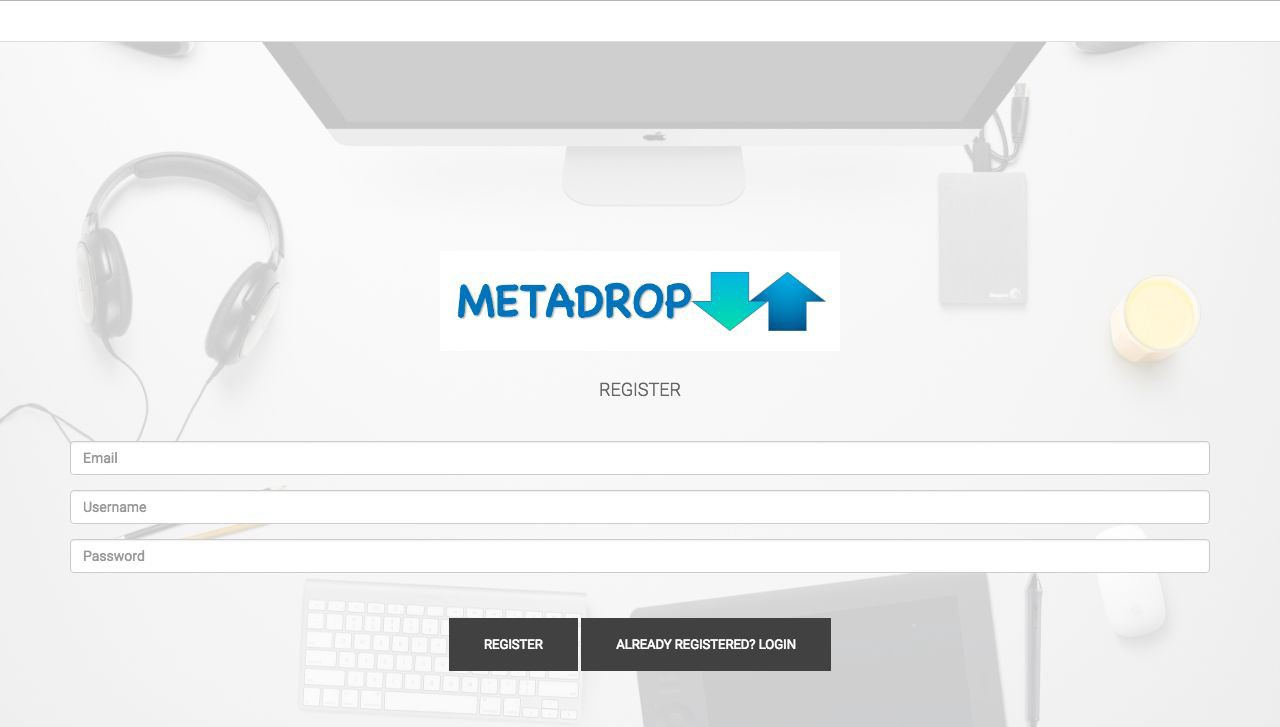 METADROP
REGISTER
Email
Username
Password
REGISTER
ALREADY REGISTERED? LOGIN